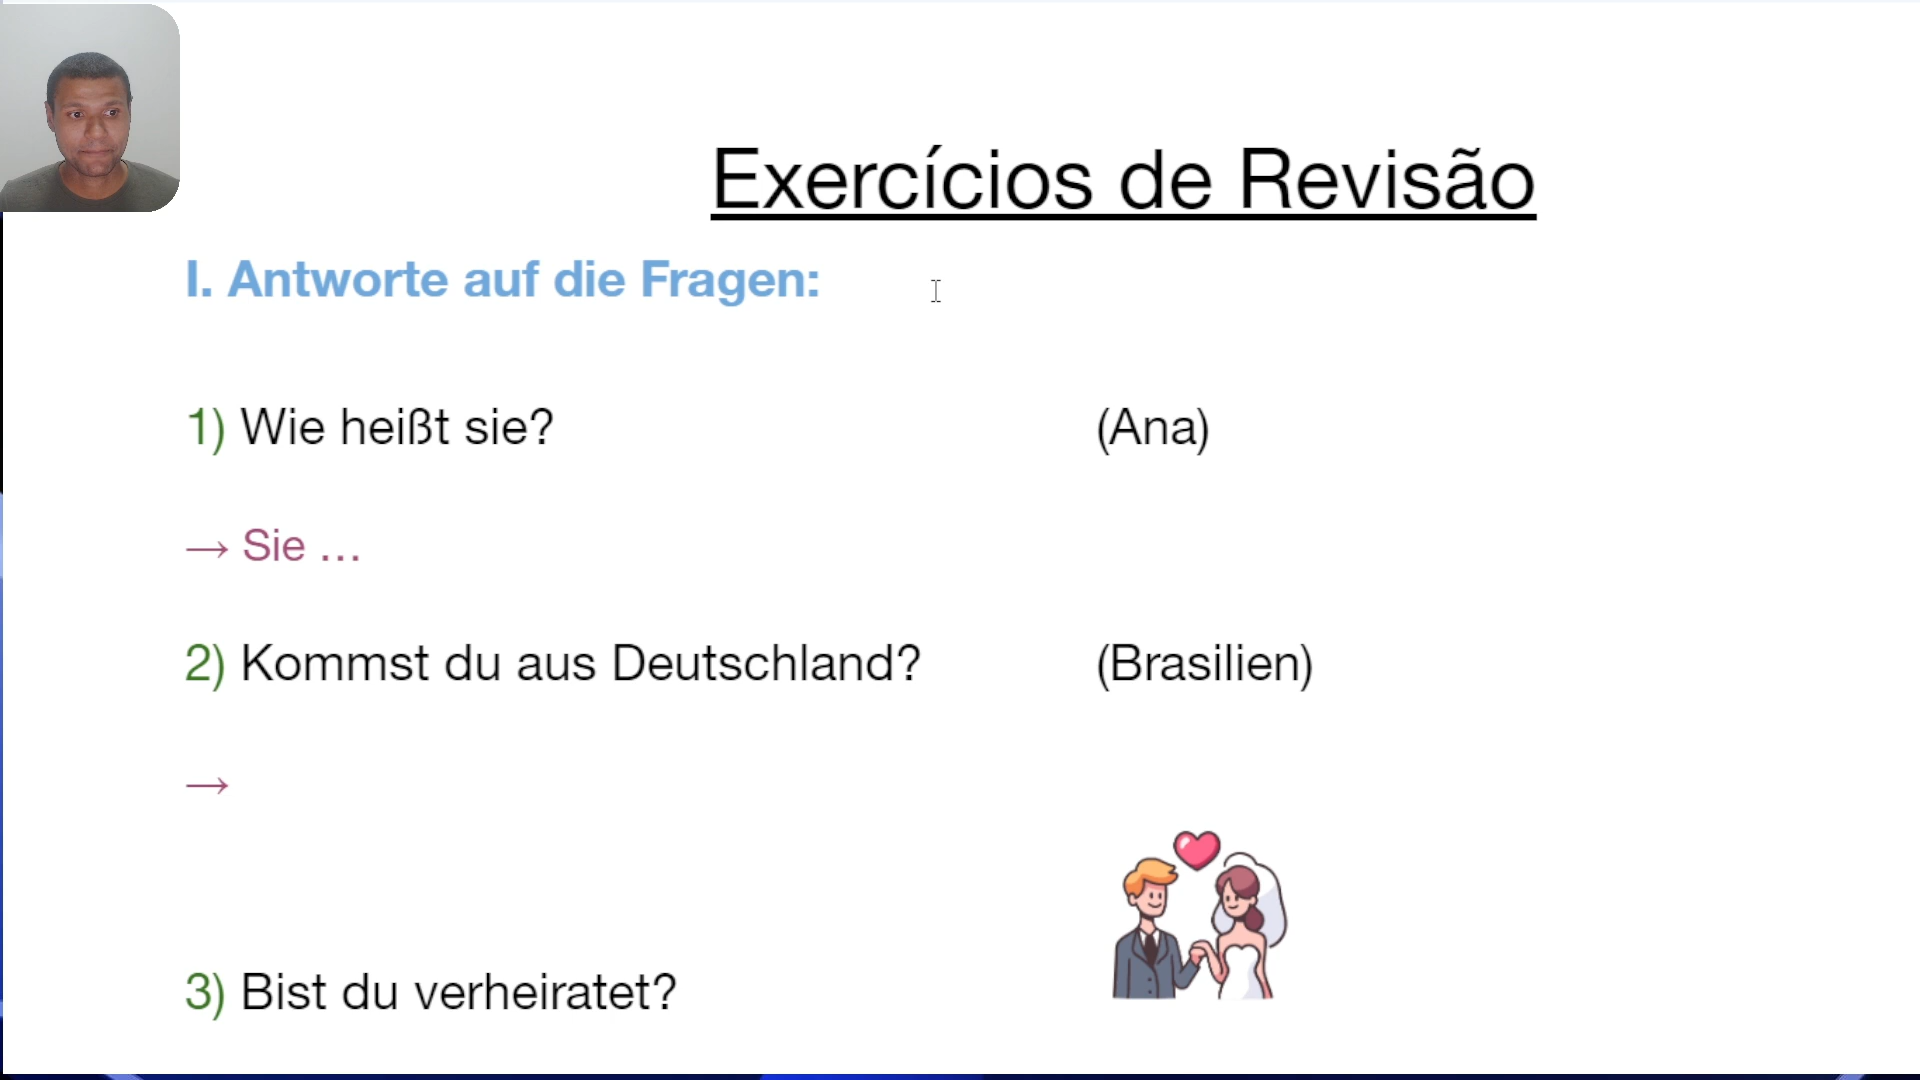 Exercícios de Revisão
I. Antworte auf die Fragen:
1) Wie heißt sie? (Ana)
→ Sie …
2) Kommst du aus Deutschland? (Brasilien)
→
3) Bist du verheiratet?